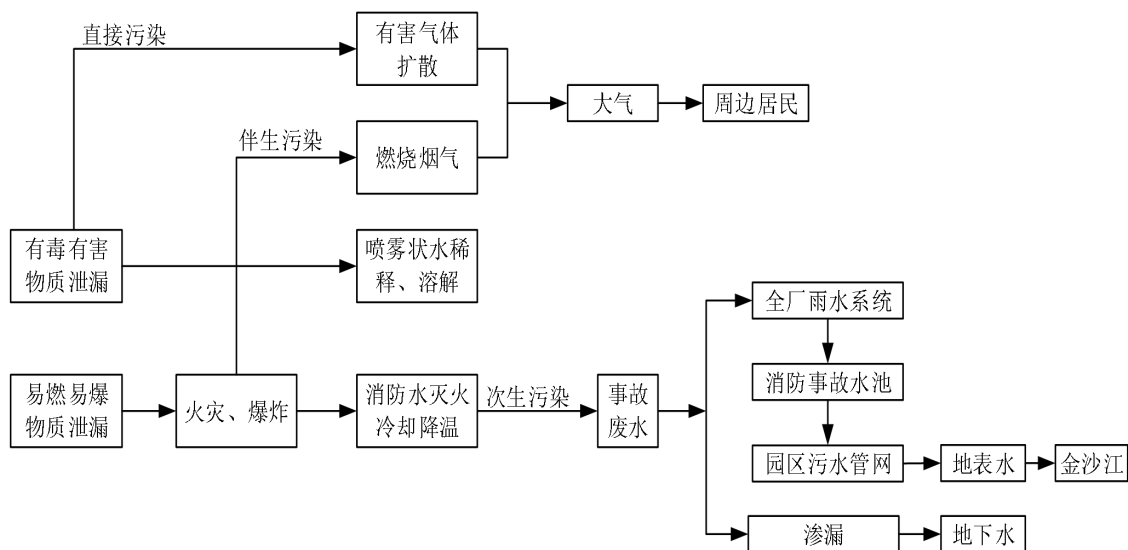 直接污染
有害气体
扩散
大气
周边居民
伴生污染
燃烧烟气
有毒有害
物质泄漏
喷雾状水稀
释、溶解
全厂雨水系统
消防事故水池
易燃易爆
物质泄漏
火灾、爆炸
消防水灭火
冷却降温
次生污染
事故
废水
园区污水管网
地表水
金沙江
渗漏
地下水